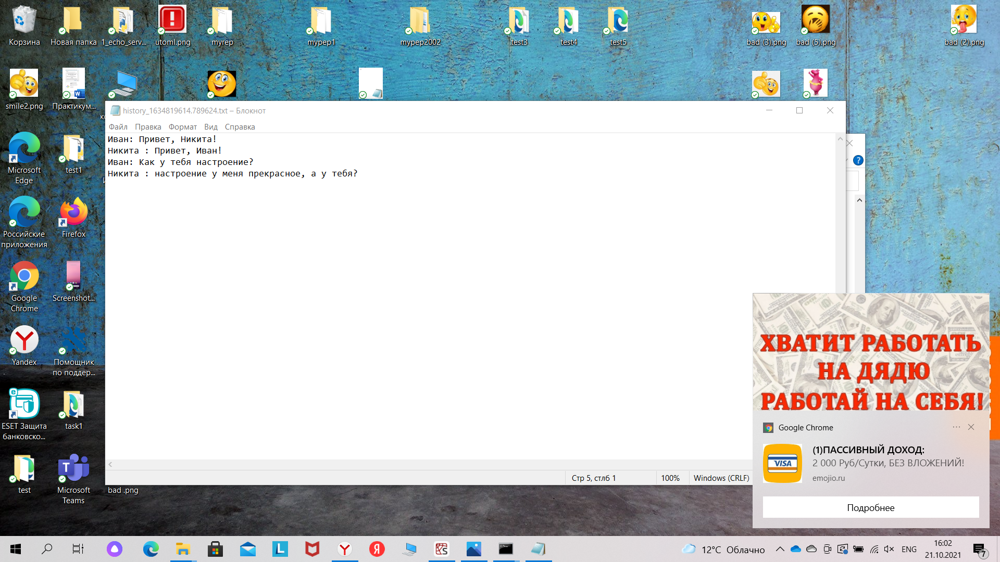 Корзина
Новая папка
1_echo_serv...
utoml.png
myrep
mypep1
mypep2002
test3
test4
test5
bad (3).png
bad (5).png
bad (2).png
smile2.png
Практикум...
W
history_1634819614.789624.txt – Блокнот
Файл Правка Формат Вид Справка
Иван: Привет, Никита!
Никита : Привет, Иван!
Иван: Как у тебя настроение?
Никита : настроение у меня прекрасное, а у тебя?
?
Microsoft
Edge
test1
Российские
приложения
Firefox
Google
Chrome
Screenshot...
Yandex
Помощник
по поддер...
ESET Защита
банковско...
task1
test
T
Microsoft
Teams
bad .png
Стр 5, стлб 1
100%
Windows (CRLF)
ХВАТИТ РАБОТАТЬ
НА ДЯДЮ
РАБОТАЙ НА СЕБЯ!
Google Chrome
VISA
(1)ПАССИВНЫЙ ДОХОД:
2 000 Руб/Сутки, БЕЗ ВЛОЖЕНИЙ!
emojio.ru
Подробнее
12°C Облачно
ENG
16:02
21.10.2021
7